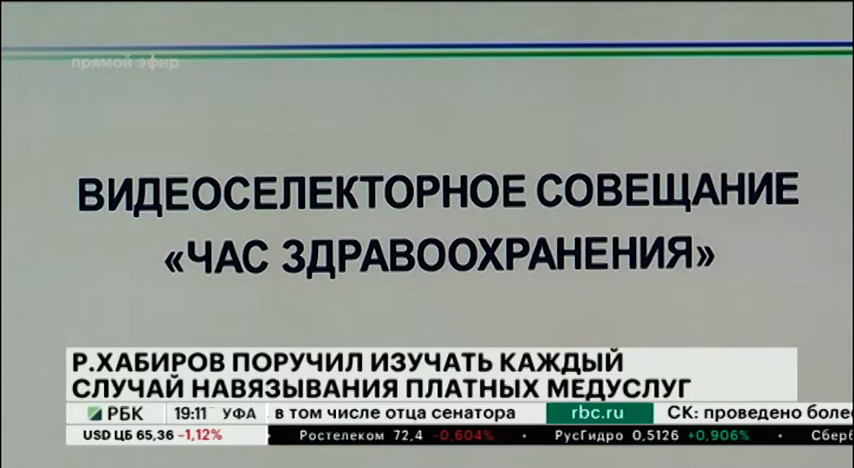 прямой эфир
ВИДЕОСЕЛЕКТОРНОЕ СОВЕЩАНИЕ
«ЧАС ЗДРАВООХРАНЕНИЯ»
Р.ХАБИРОВ ПОРУЧИЛ ИЗУЧАТЬ КАЖДЫЙ
СЛУЧАЙ НАВЯЗЫВАНИЯ ПЛАТНЫХ МЕДУСЛУГ
РБК 19:11 УФА в том числе отца сенатора rbc.ru СК: проведено боле
USD ЦБ 65,36 -1,12% Ростелеком 72,4 -0,604% • РусГидро 0,5126 +0,906% • Сберб